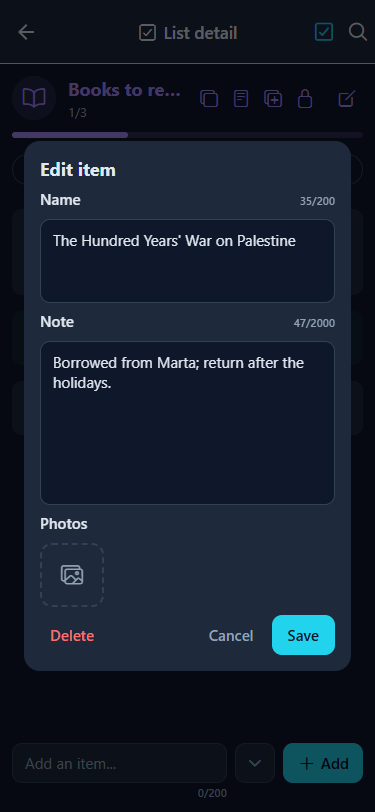 List detail
Books to re...
1/3
Edit item
Name
35/200
The Hundred Years' War on Palestine
Note
47/2000
Borrowed from Marta; return after the
holidays.
Photos
Delete
Cancel
Save
Add an item...
Add
0/200